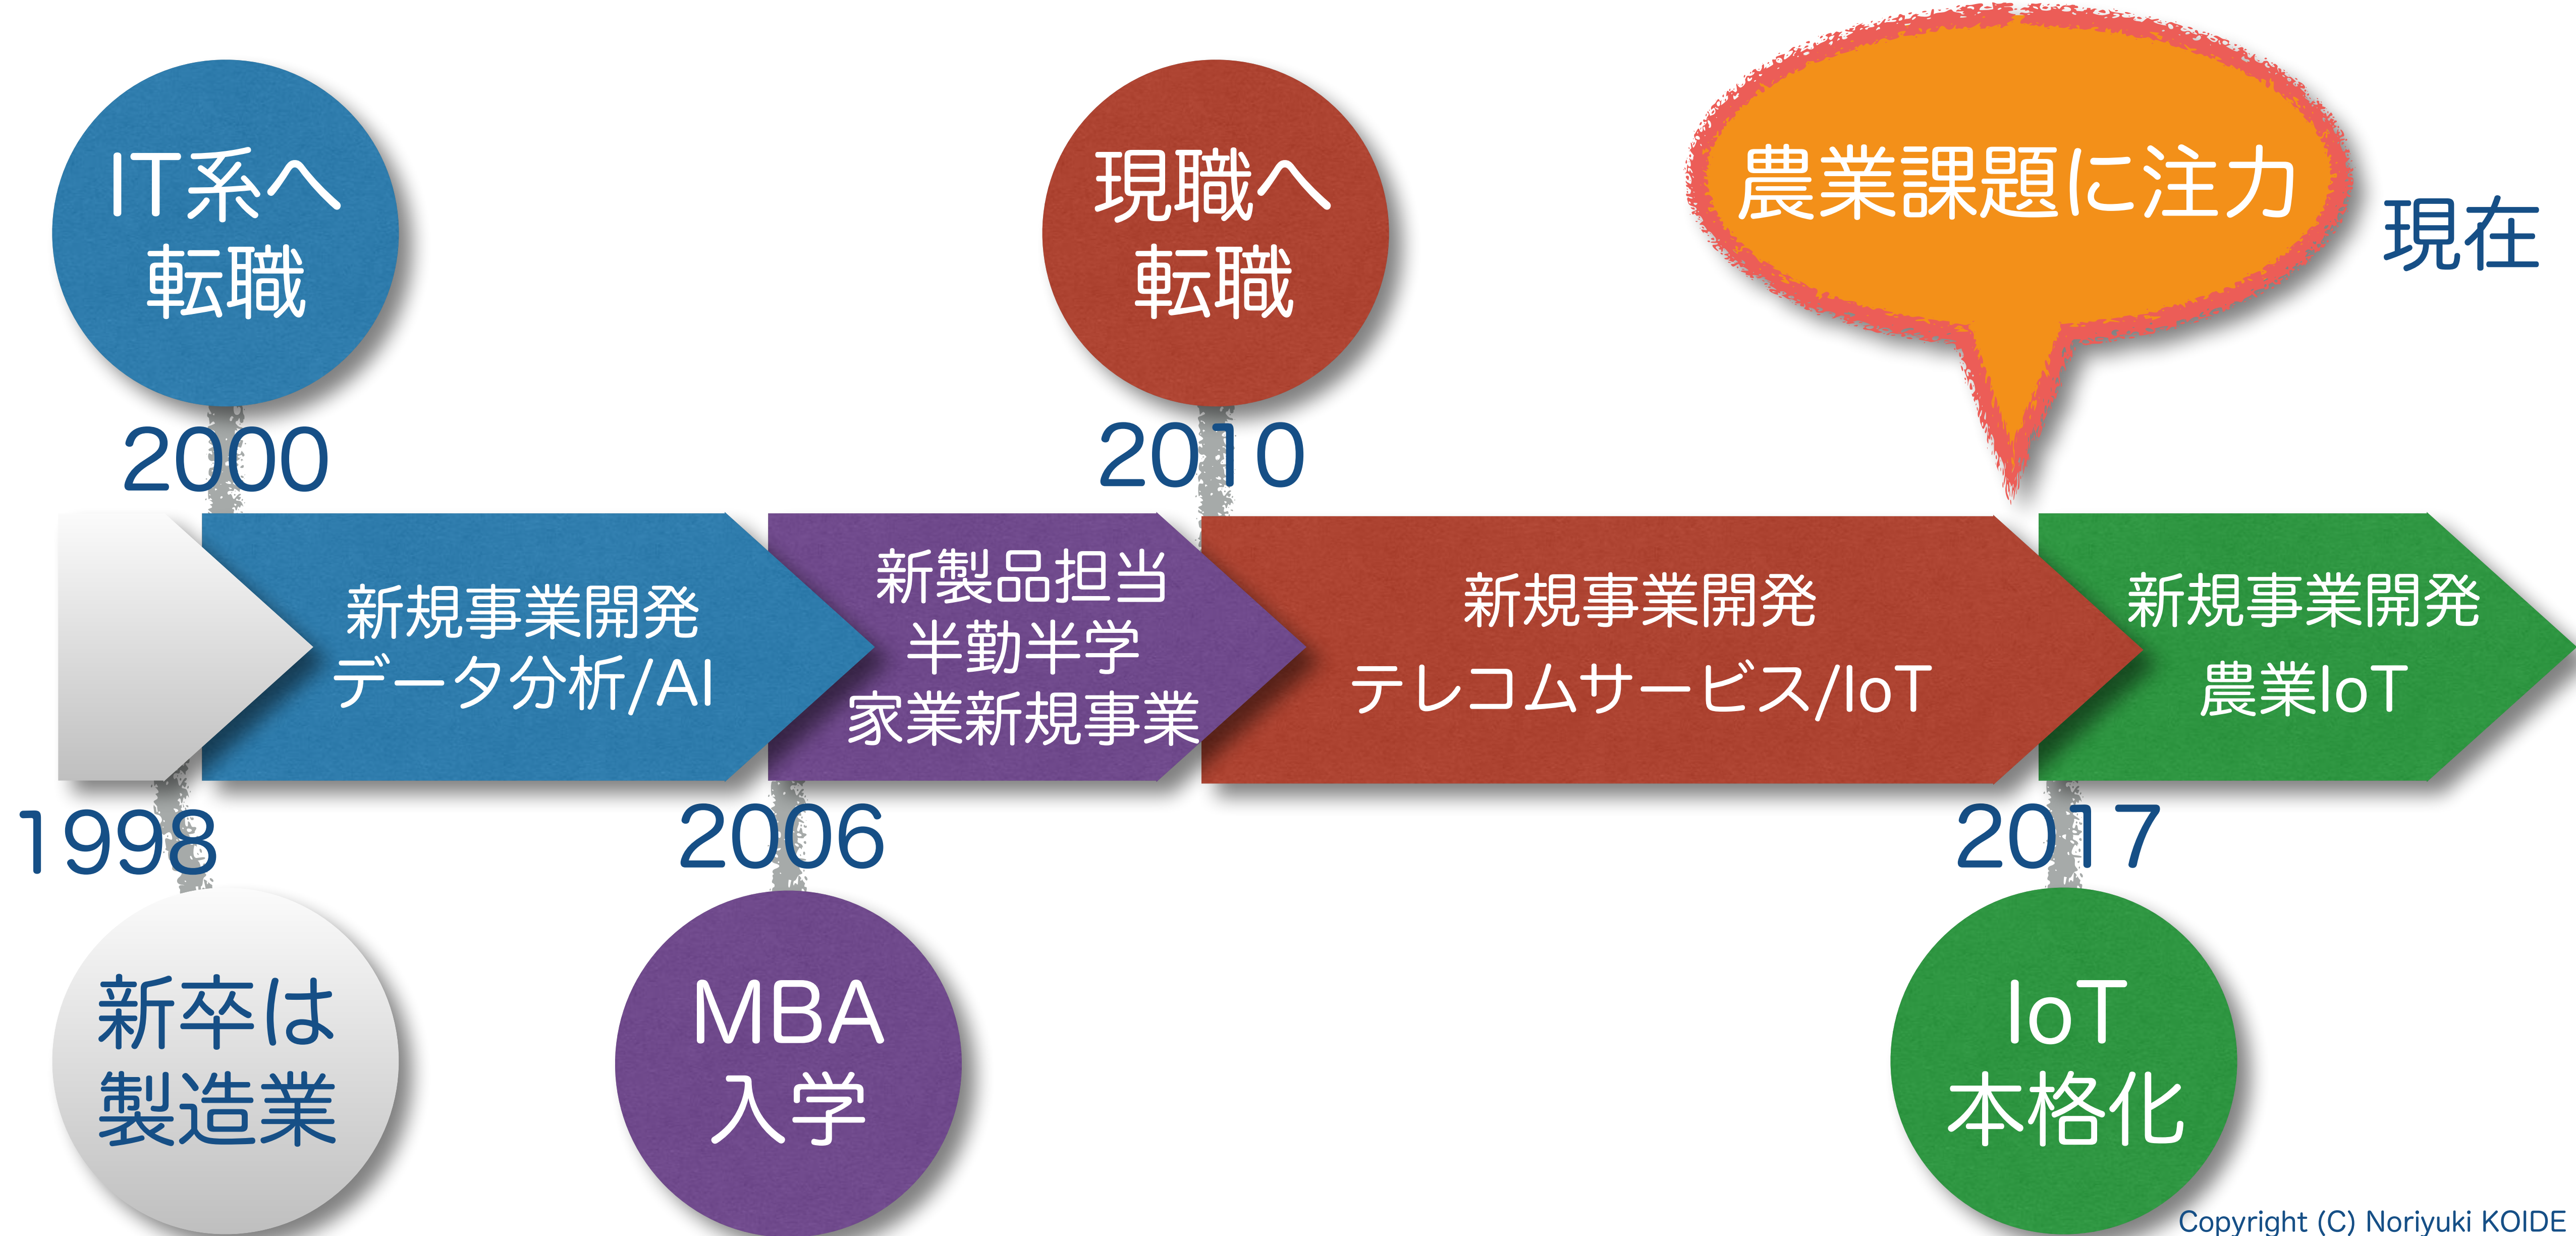 IT系へ
転職
現職へ
転職
農業課題に注力
現在
2000
2010
新規事業開発
データ分析/AI
新製品担当
半勤半学
家業新規事業
新規事業開発
テレコムサービス/IoT
新規事業開発
農業IoT
1998
2006
2017
新卒は
製造業
MBA
入学
IoT
本格化
Copyright (C) Noriyuki KOIDE